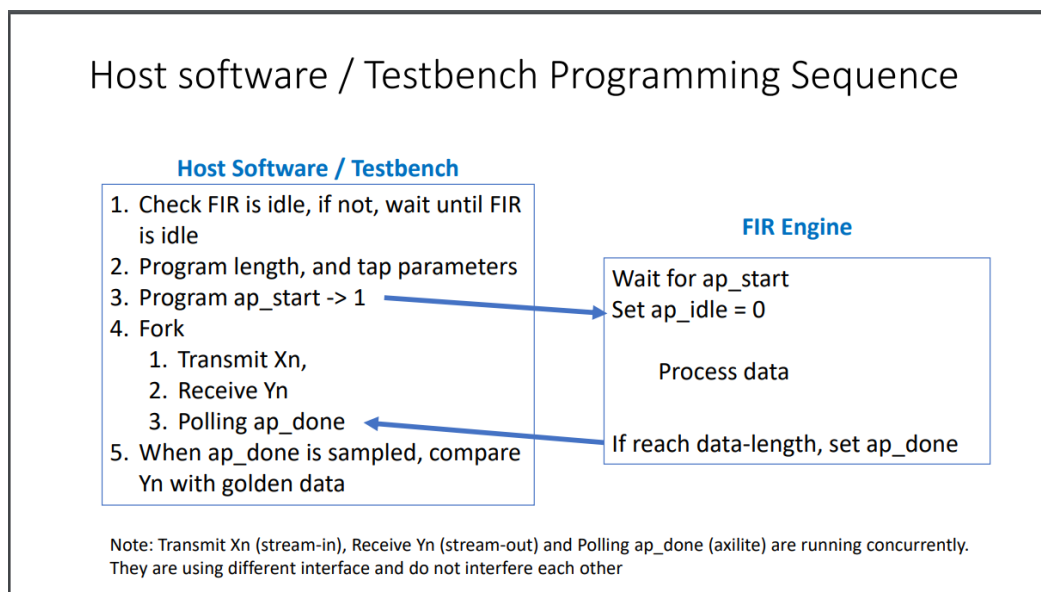 Host software / Testbench Programming Sequence
Host Software / Testbench
1. Check FIR is idle, if not, wait until FIR
is idle
2. Program length, and tap parameters
3. Program ap_start -> 1
4. Fork
1. Transmit Xn,
2. Receive Yn
3. Polling ap_done
5. When ap_done is sampled, compare
Yn with golden data
FIR Engine
Wait for ap_start
Set ap_idle = 0
Process data
If reach data-length, set ap_done
Note: Transmit Xn (stream-in), Receive Yn (stream-out) and Polling ap_done (axilite) are running concurrently.
They are using different interface and do not interfere each other